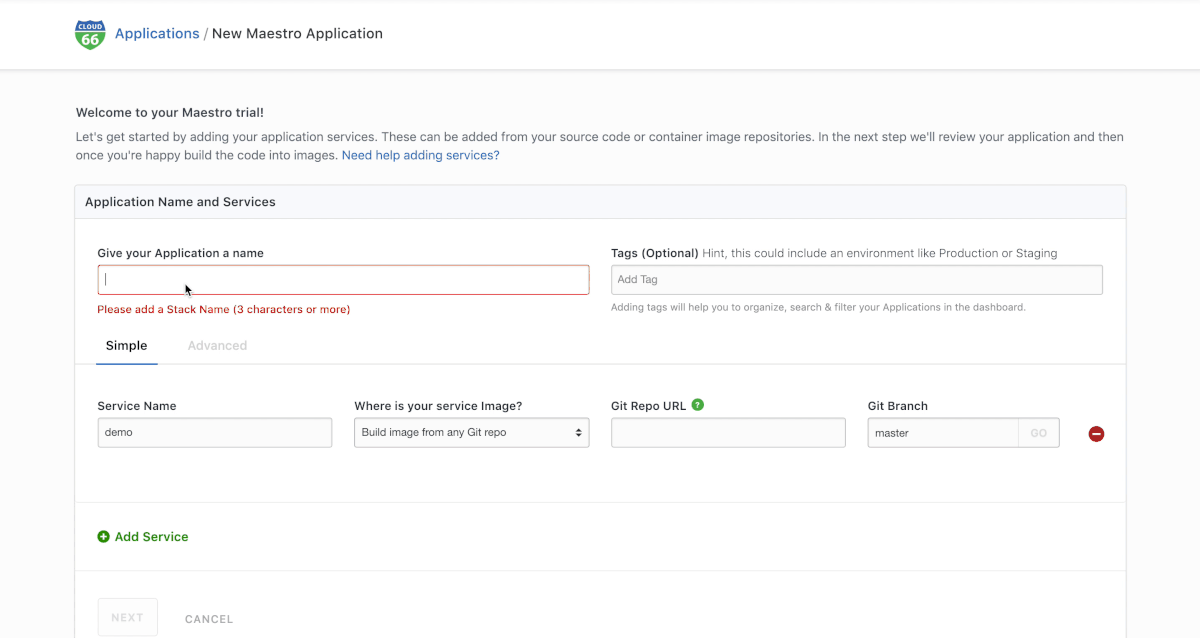 CLOUD
66
Applications / New Maestro Application
Welcome to your Maestro trial!
Let's get started by adding your application services. These can be added from your source code or container image repositories. In the next step we'll review your application and then
once you're happy build the code into images. Need help adding services?
Application Name and Services
Give your Application a name
Tags (Optional) Hint, this could include an environment like Production or Staging
Add Tag
Please add a Stack Name (3 characters or more)
Adding tags will help you to organize, search & filter your Applications in the dashboard.
Simple
Advanced
Service Name
Where is your service Image?
Git Repo URL ?
Git Branch
demo
Build image from any Git repo
master
GO
Add Service
NEXT
CANCEL